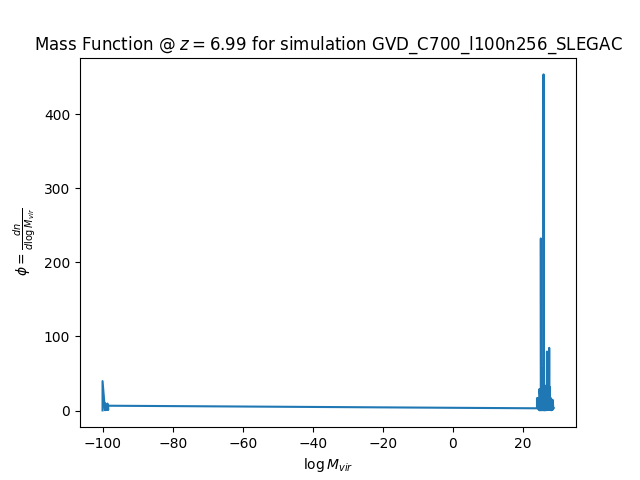 Mass Function @ z = 6.99 for simulation GVD_C700_l100n256_SLEGAC
ϕ = dn/dlog M_vir
400
300
200
100
0
−100 −80 −60 −40 −20 0 20
log M_vir